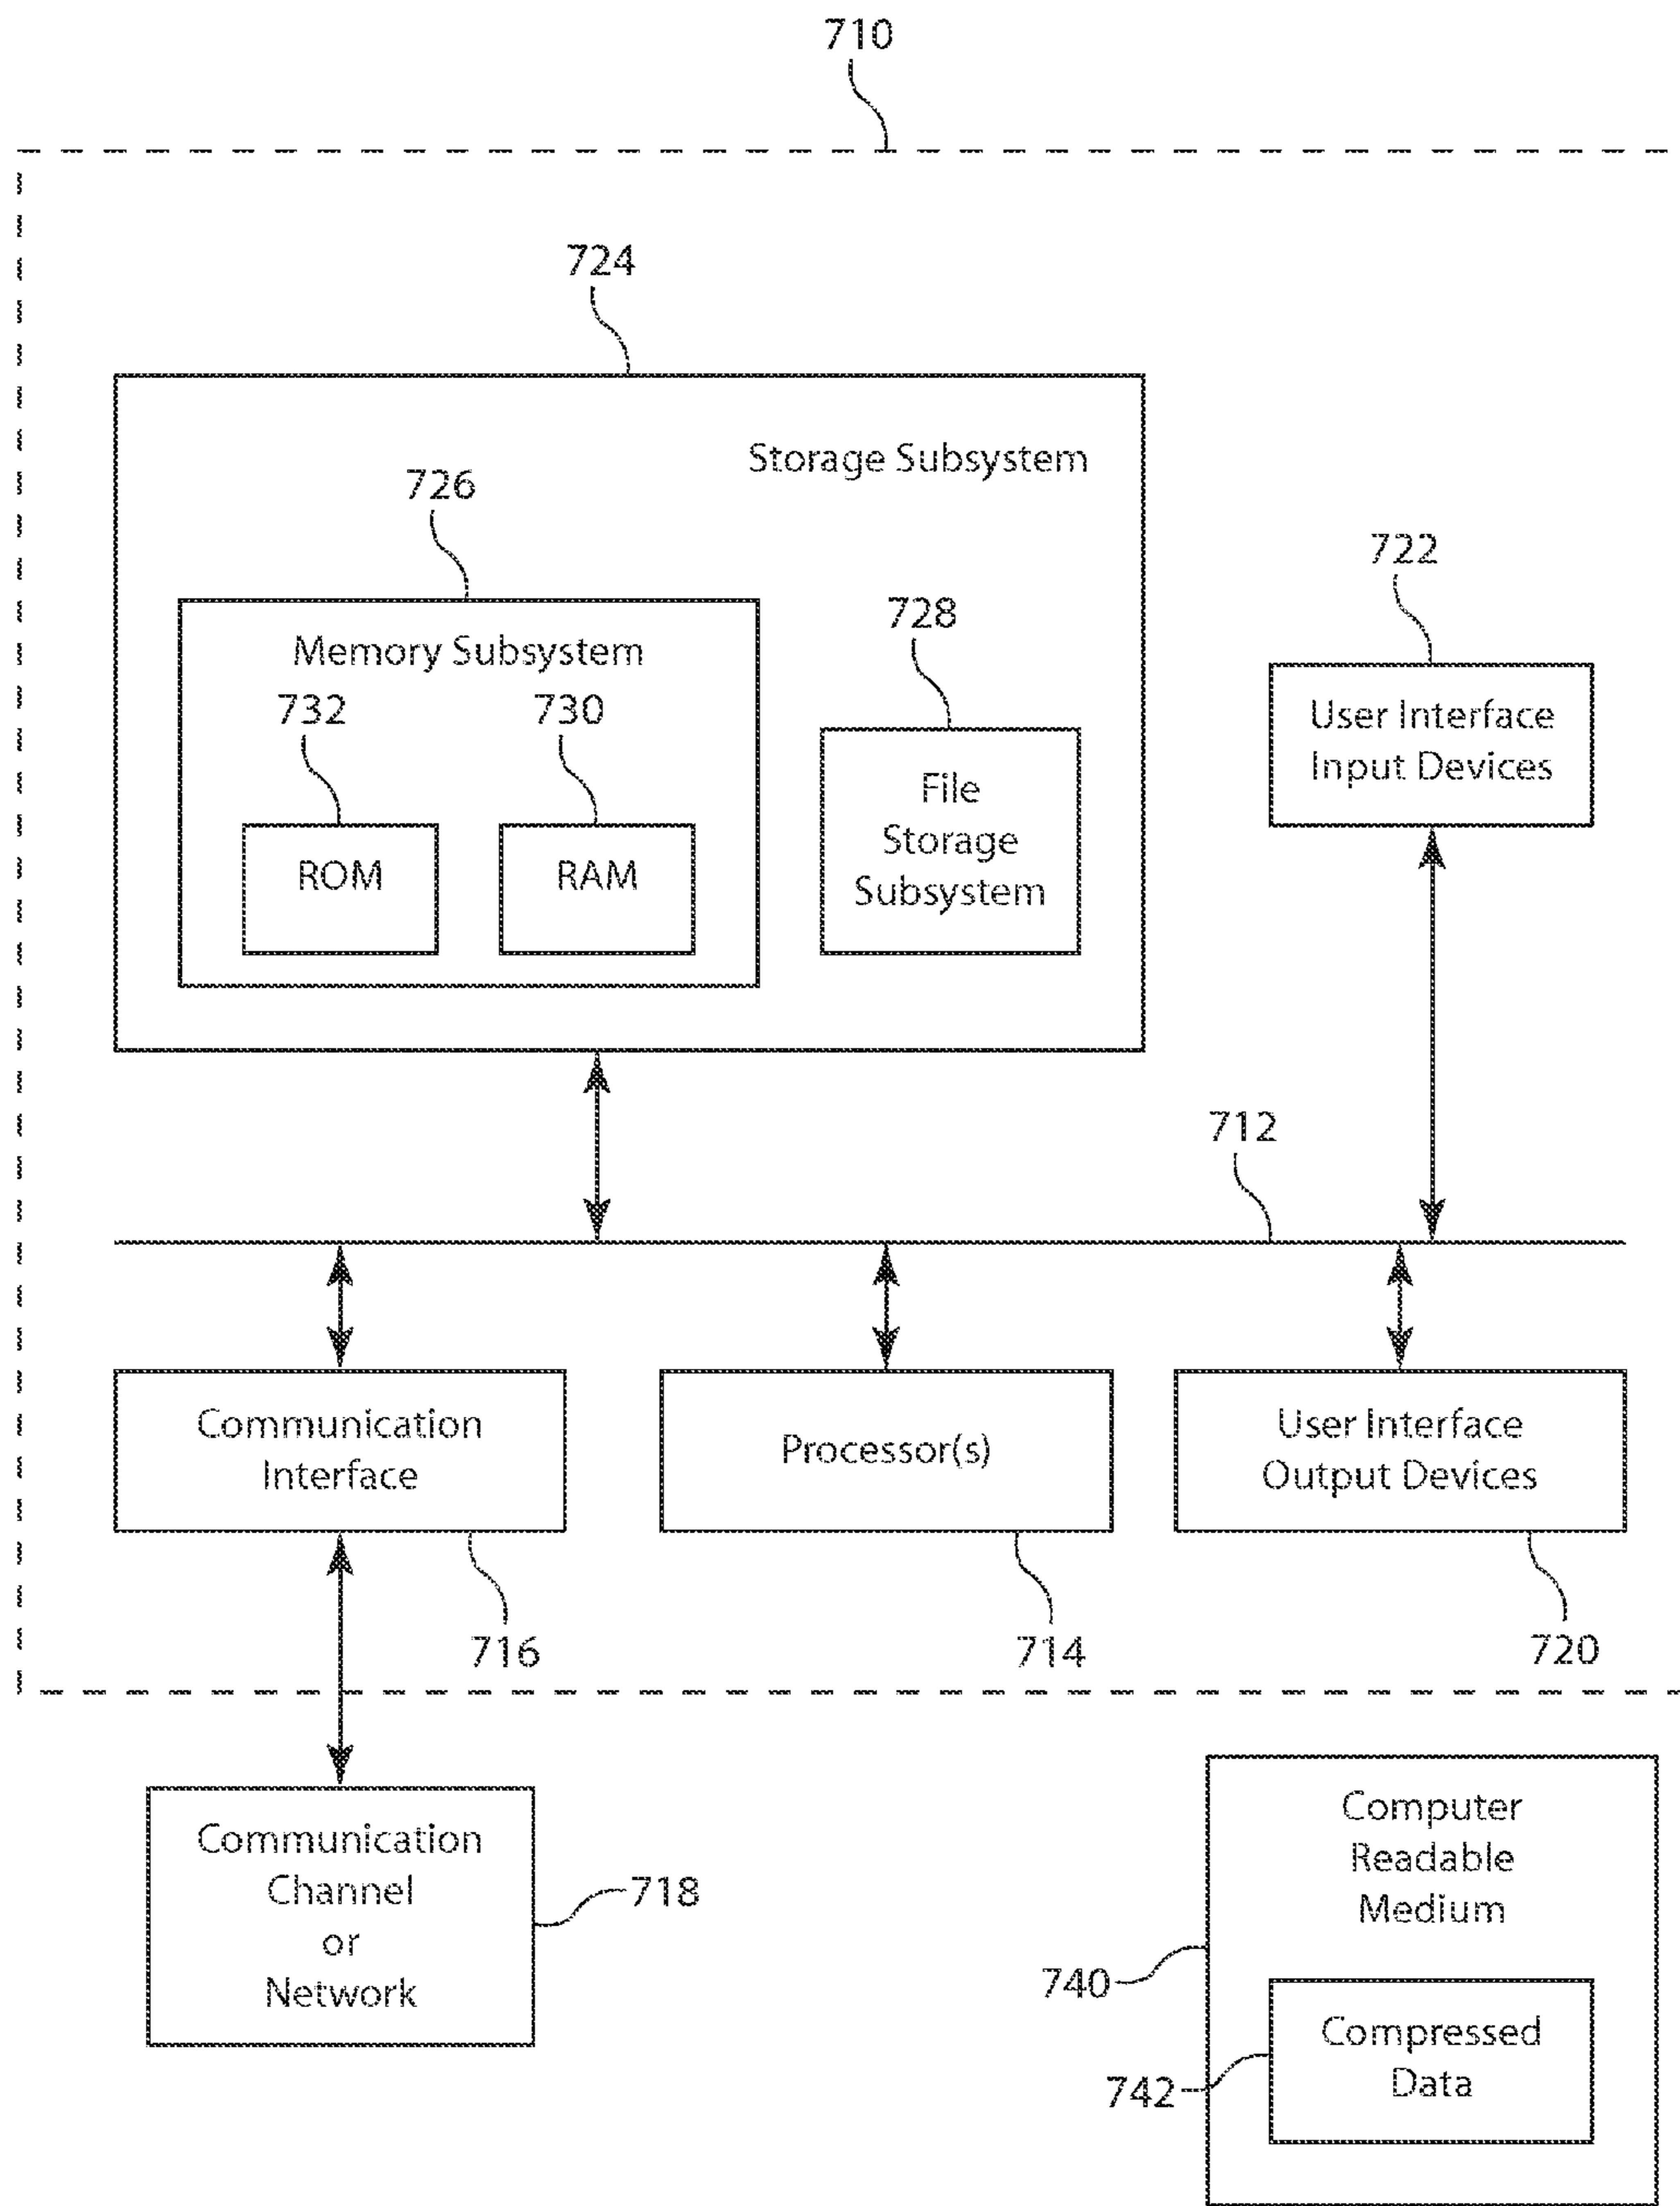 710
724
Storage Subsystem
726
722
728
Memory Subsystem
732
730
User Interface
Input Devices
File
Storage
Subsystem
ROM
RAM
712
Communication
Interface
Processor(s)
User Interface
Output Devices
716
714
720
Communication
Channel
or
Network
718
Computer
Readable
Medium
740
Compressed
Data
742